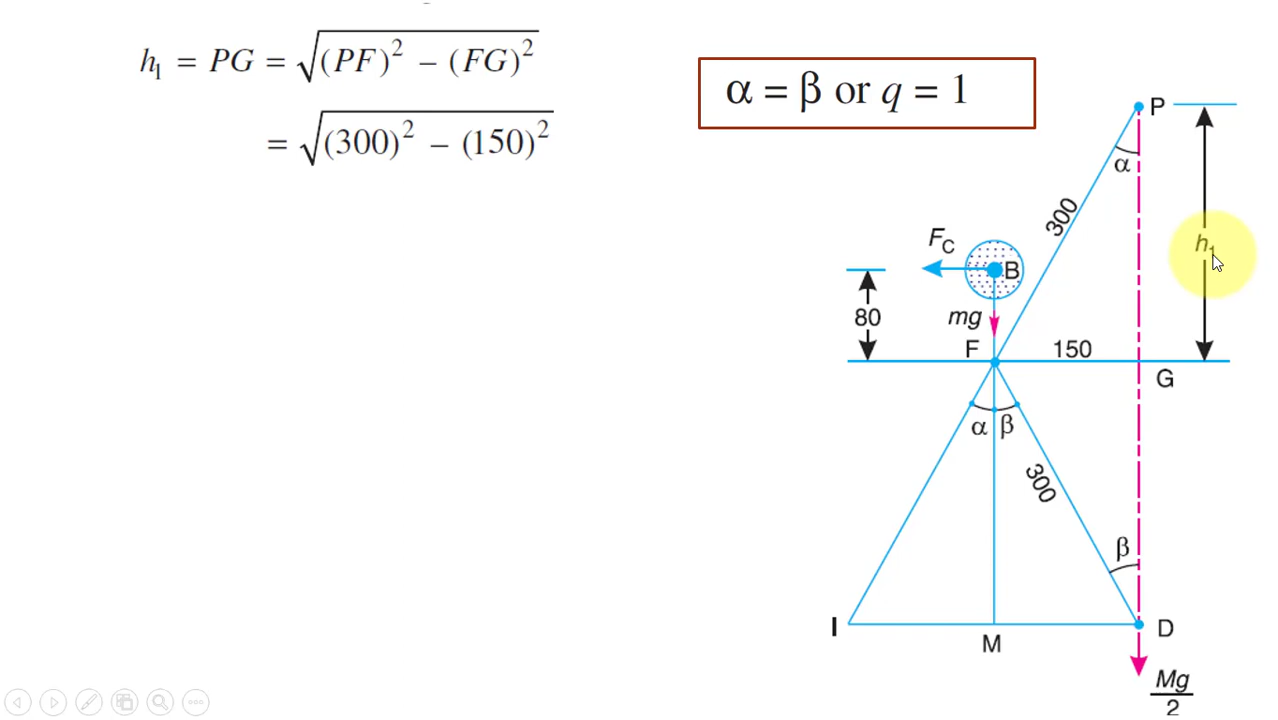 h₁ = PG = √(PF)² – (FG)²
= √(300)² – (150)²
α = β or q = 1
P
α
300
h₁
F_C
B
80
mg
F
150
G
α
β
300
β
I
M
D
Mg
2